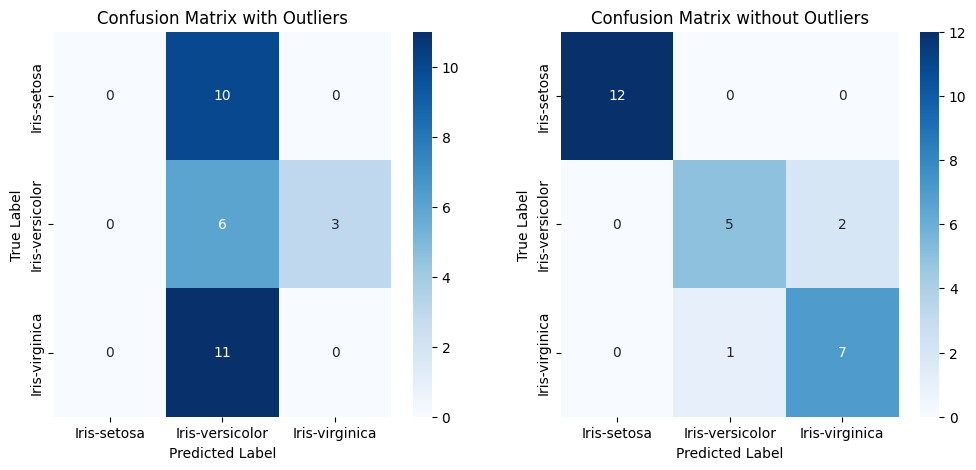 Confusion Matrix with Outliers
True Label
Iris-setosa
Iris-versicolor
Iris-virginica
0 10 0
0 6 3
0 11 0
Iris-setosa Iris-versicolor Iris-virginica
Predicted Label
10
8
6
4
2
0
Confusion Matrix without Outliers
True Label
Iris-setosa
Iris-versicolor
Iris-virginica
12 0 0
0 5 2
0 1 7
Iris-setosa Iris-versicolor Iris-virginica
Predicted Label
12
10
8
6
4
2
0